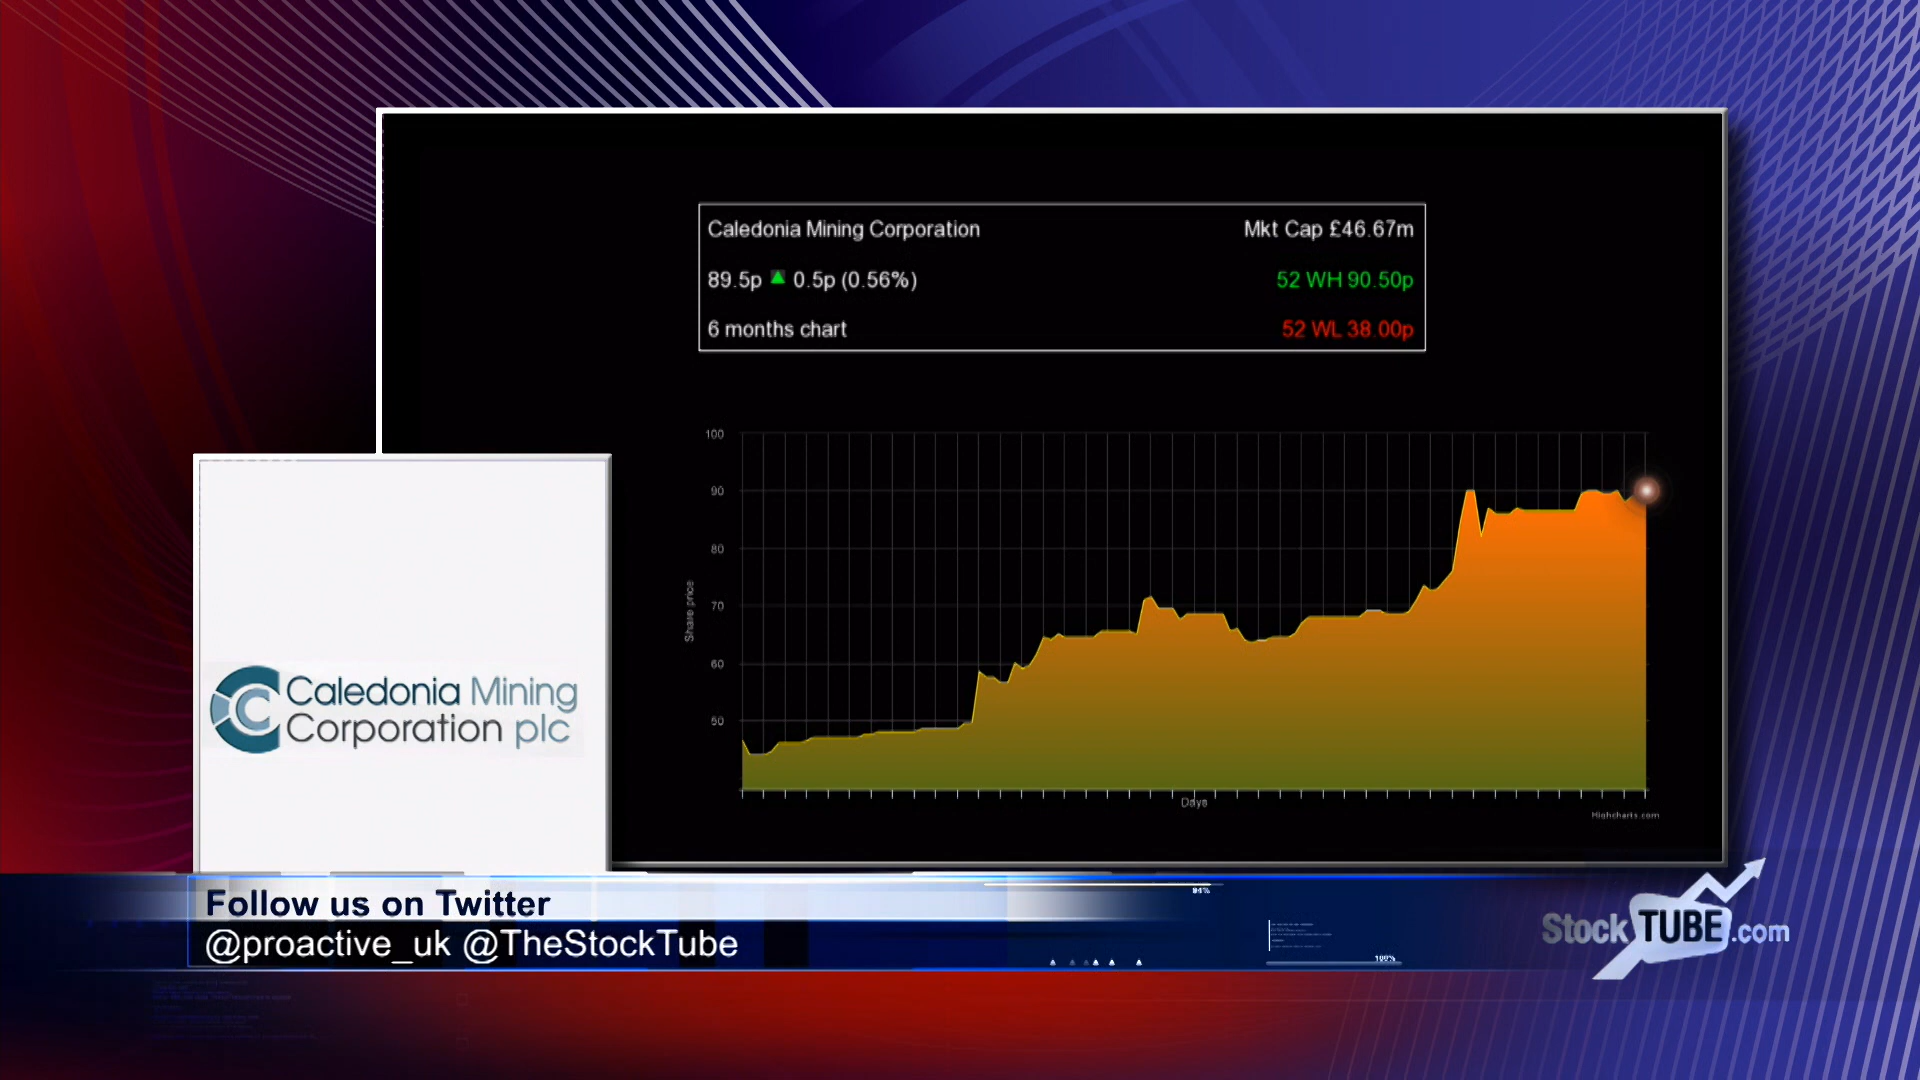 Caledonia Mining Corporation Mkt Cap £46.67m
89.5p ▲ 0.5p (0.56%) 52 WH 90.50p
6 months chart 52 WL 38.00p
100
90
80
70
60
50
Share price
Days
Highcharts.com
Caledonia Mining
Corporation plc
Follow us on Twitter
@proactive_uk @TheStockTube
84%
100%
StockTUBE.com